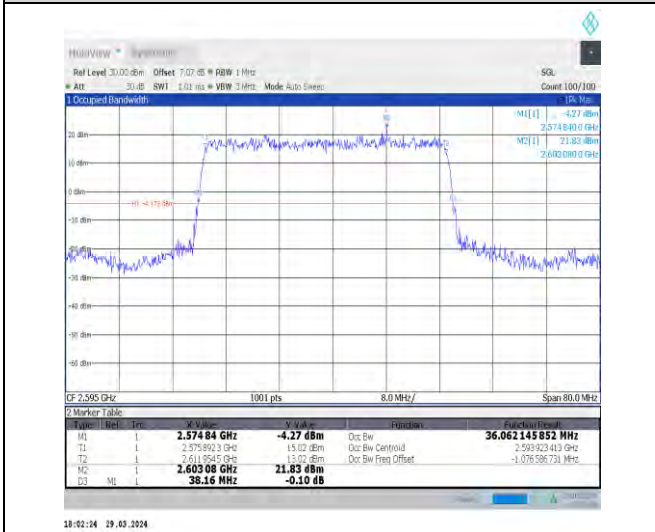 MultiView
Ref Level 30.00 dBm Offset 7.07 dB RBW 1 MHz SGL
Att 30 dB SWT 1.01 ms VBW 3 MHz Mode Auto Sweep Count 100/100
1 Occupied Bandwidth 1Pk Max
M1[1] -4.27 dBm
2.574 840 0 GHz
20 dBm M2[1] 21.83 dBm
2.603 080 0 GHz
10 dBm
0 dBm
H1 -4.173 dBm
-10 dBm
-20 dBm
-30 dBm
-40 dBm
-50 dBm
-60 dBm
CF 2.595 GHz 1001 pts 8.0 MHz/ Span 80.0 MHz
2 Marker Table
Type Ref Trc X-Value Y-Value Function Function Result
M1 1 2.574 84 GHz -4.27 dBm Occ Bw 36.062 145 852 MHz
T1 1 2.575 892 3 GHz 15.02 dBm Occ Bw Centroid 2.593 923 413 GHz
T2 1 2.611 954 5 GHz 13.02 dBm Occ Bw Freq Offset -1.076 586 731 MHz
M2 1 2.603 08 GHz 21.83 dBm
D3 M1 1 38.16 MHz -0.10 dB
18:02:24 29.03.2024